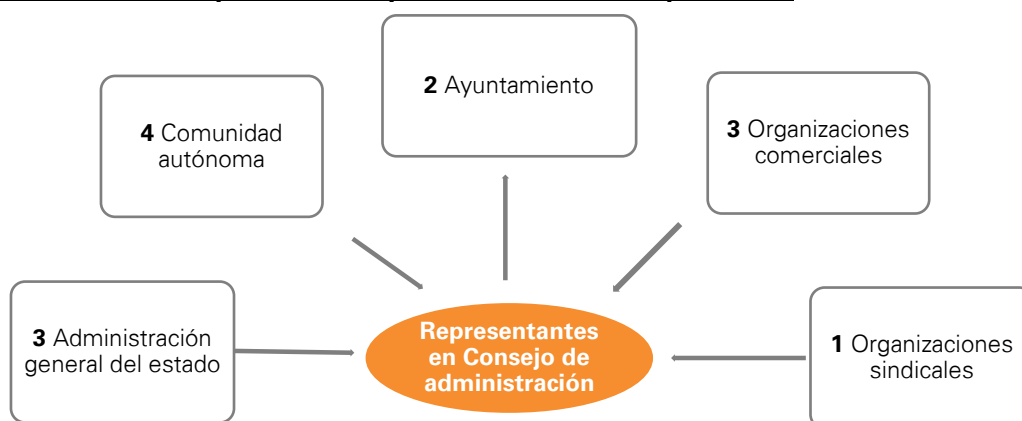 2 Ayuntamiento
4 Comunidad
autónoma
3 Organizaciones
comerciales
3 Administración
general del estado
Representantes
en Consejo de
administración
1 Organizaciones
sindicales